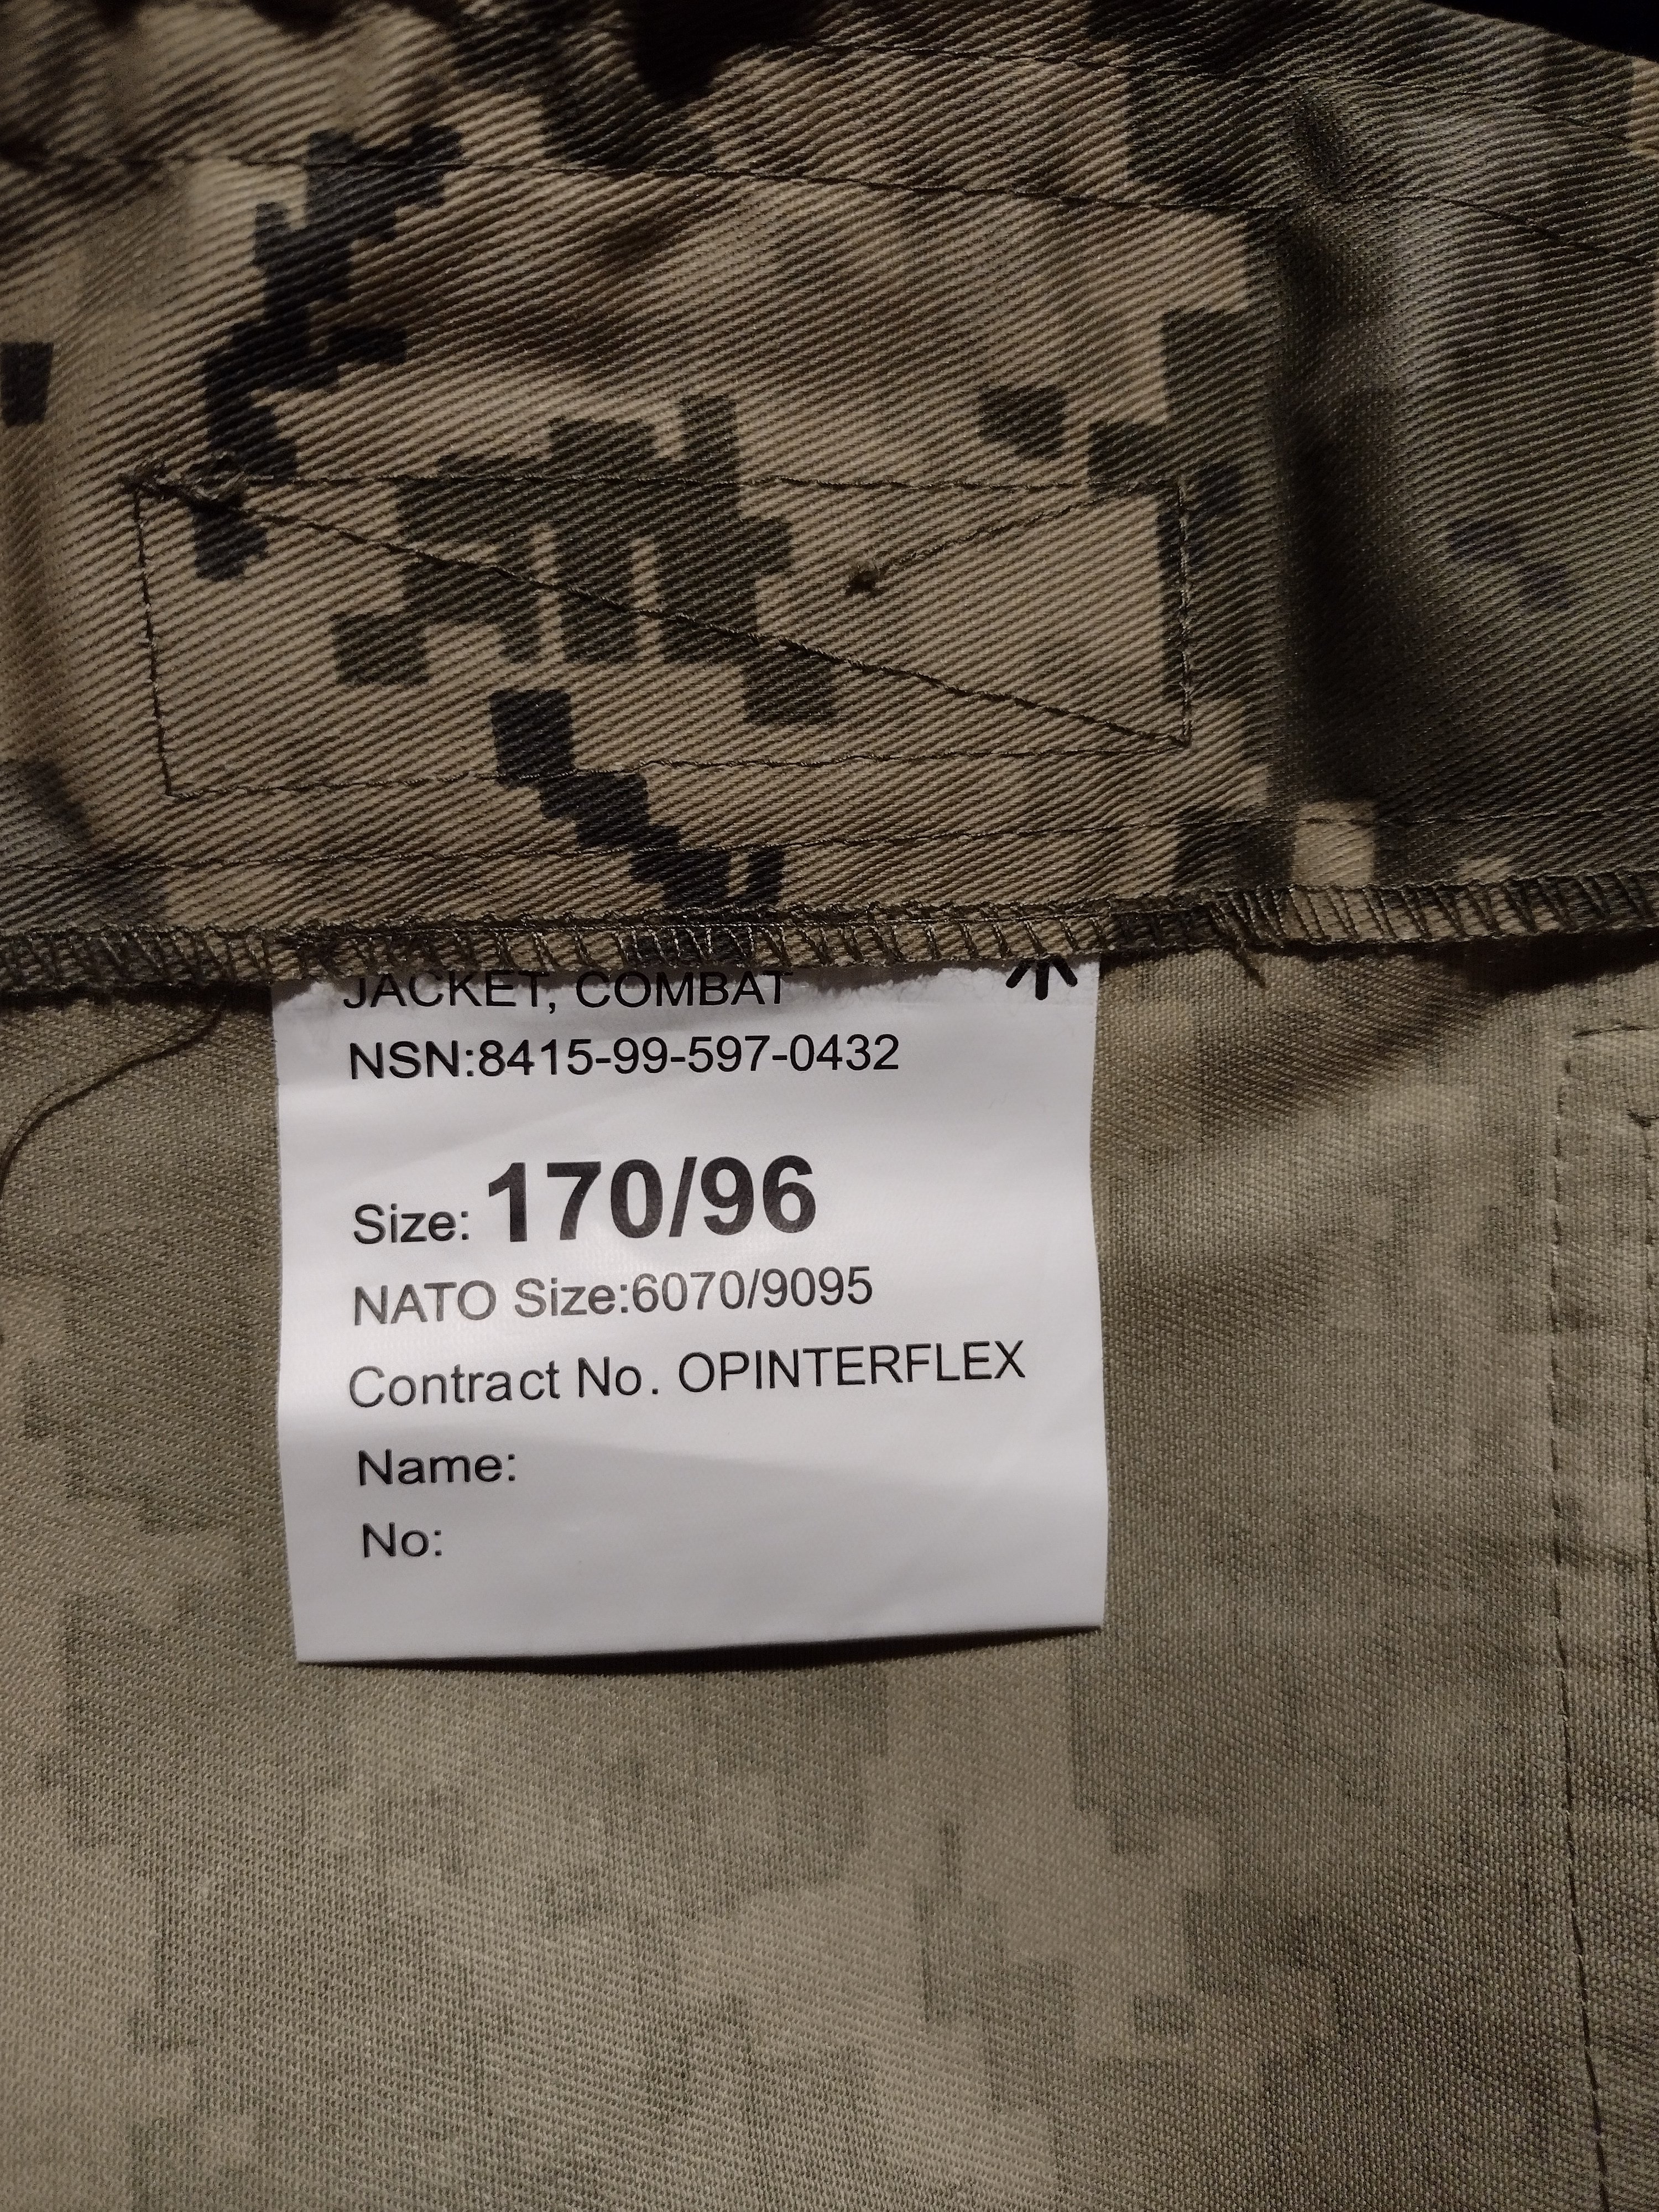 JACKET, COMBAT
NSN:8415-99-597-0432
Size: 170/96
NATO Size:6070/9095
Contract No. OPINTERFLEX
Name:
No: